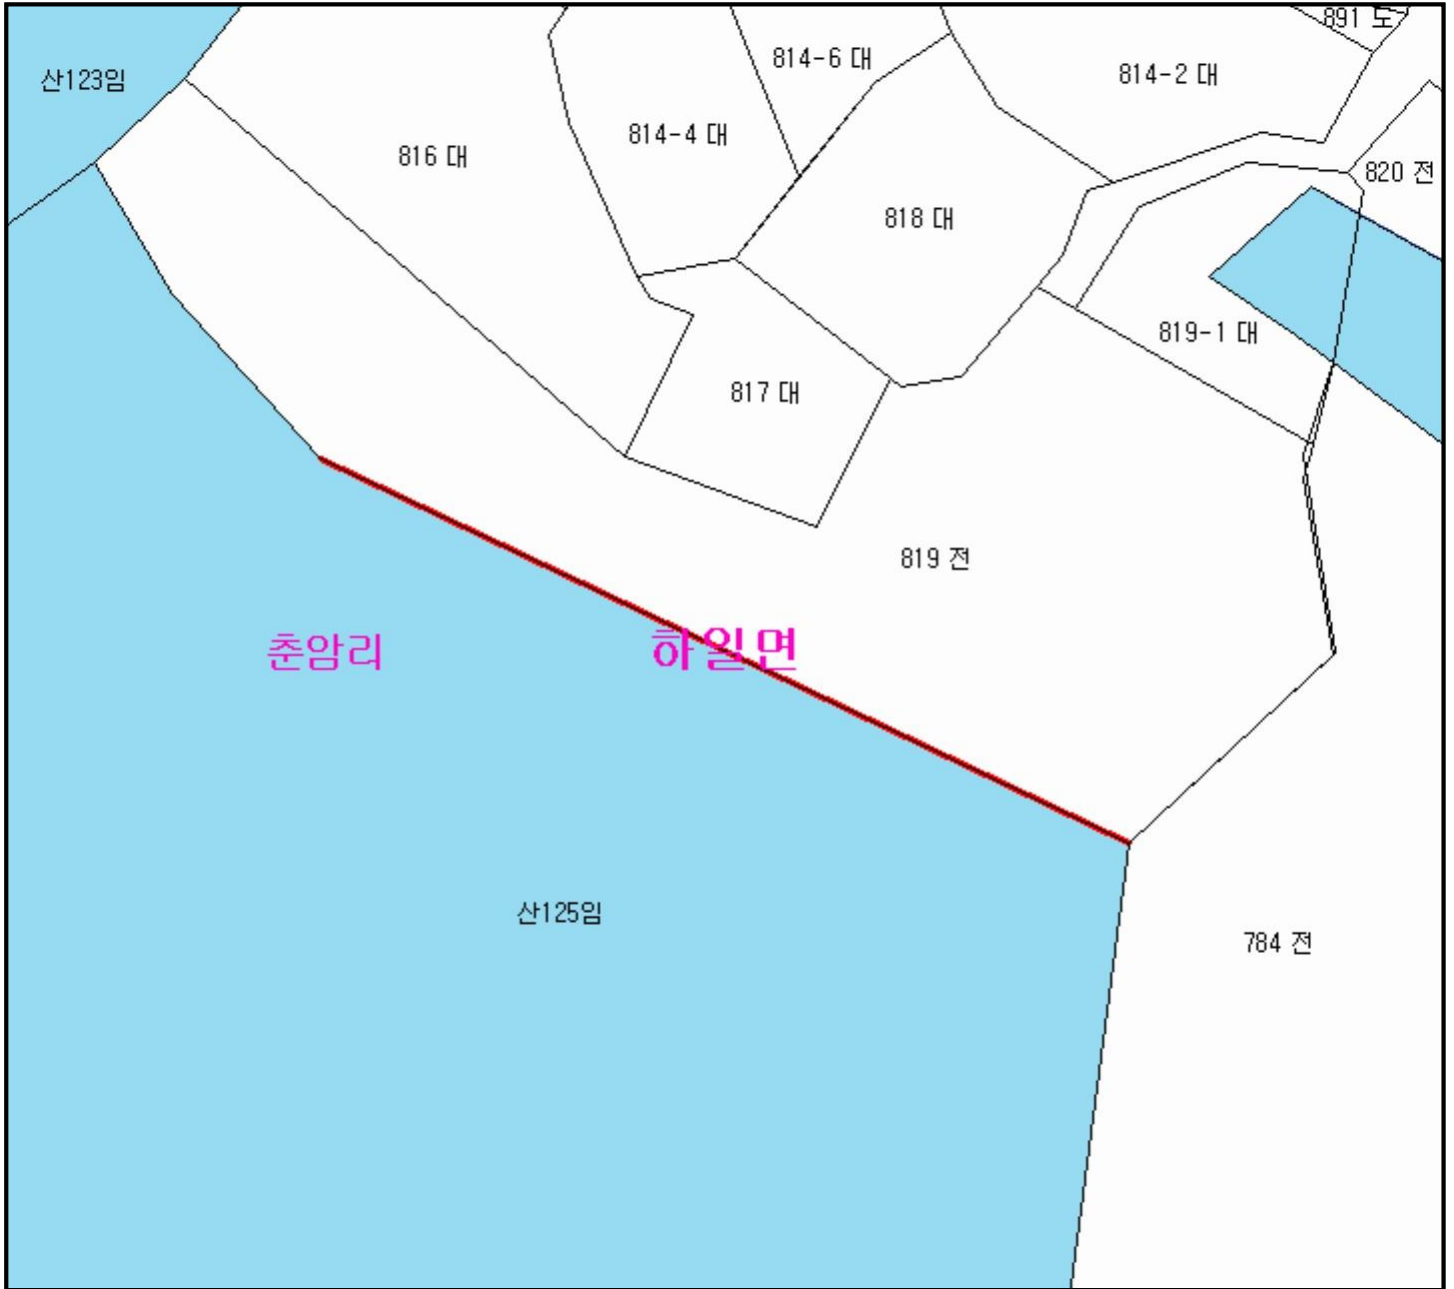 891 도
814-6 대
814-2 대
산123임
814-4 대
816 대
820 전
818 대
819-1 대
817 대
819 전
춘암리
하일면
산125임
784 전